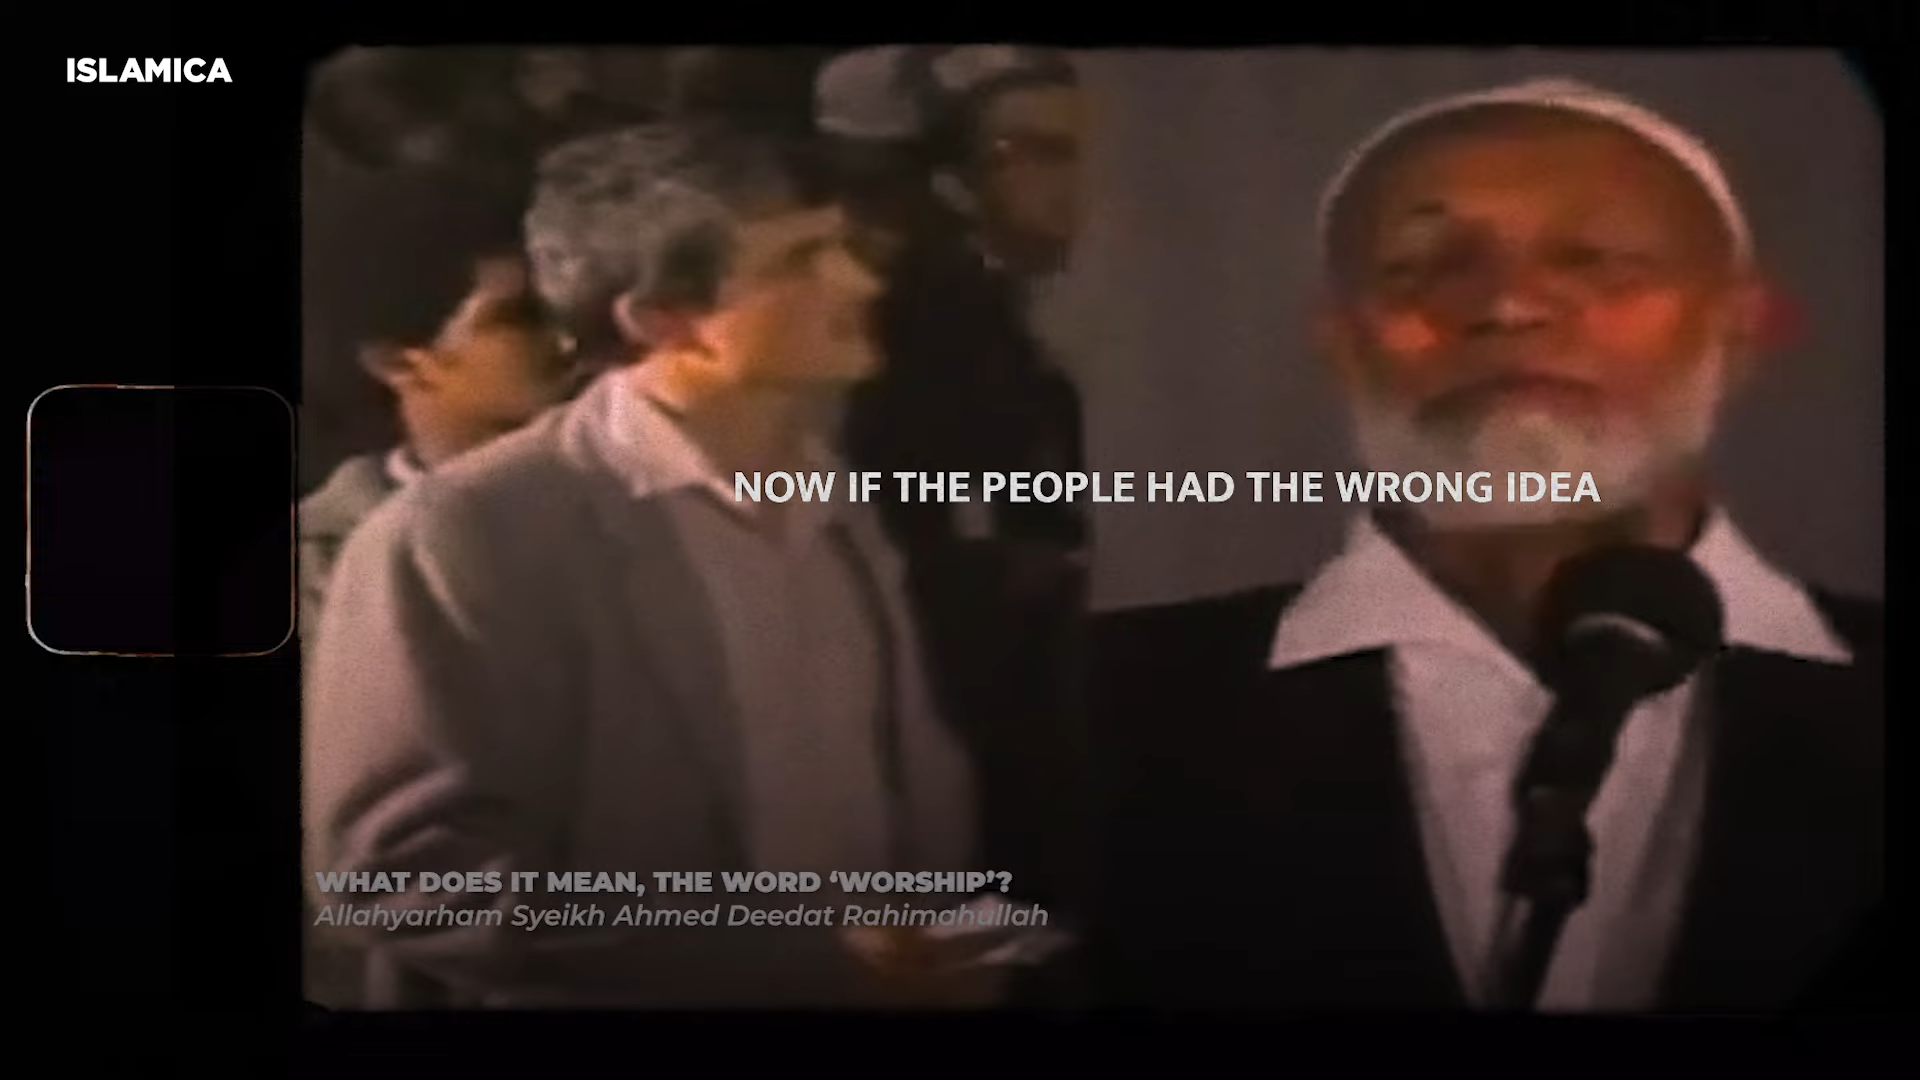 ISLAMICA
NOW IF THE PEOPLE HAD THE WRONG IDEA
WHAT DOES IT MEAN, THE WORD ‘WORSHIP’?
Allahyarham Syeikh Ahmed Deedat Rahimahullah